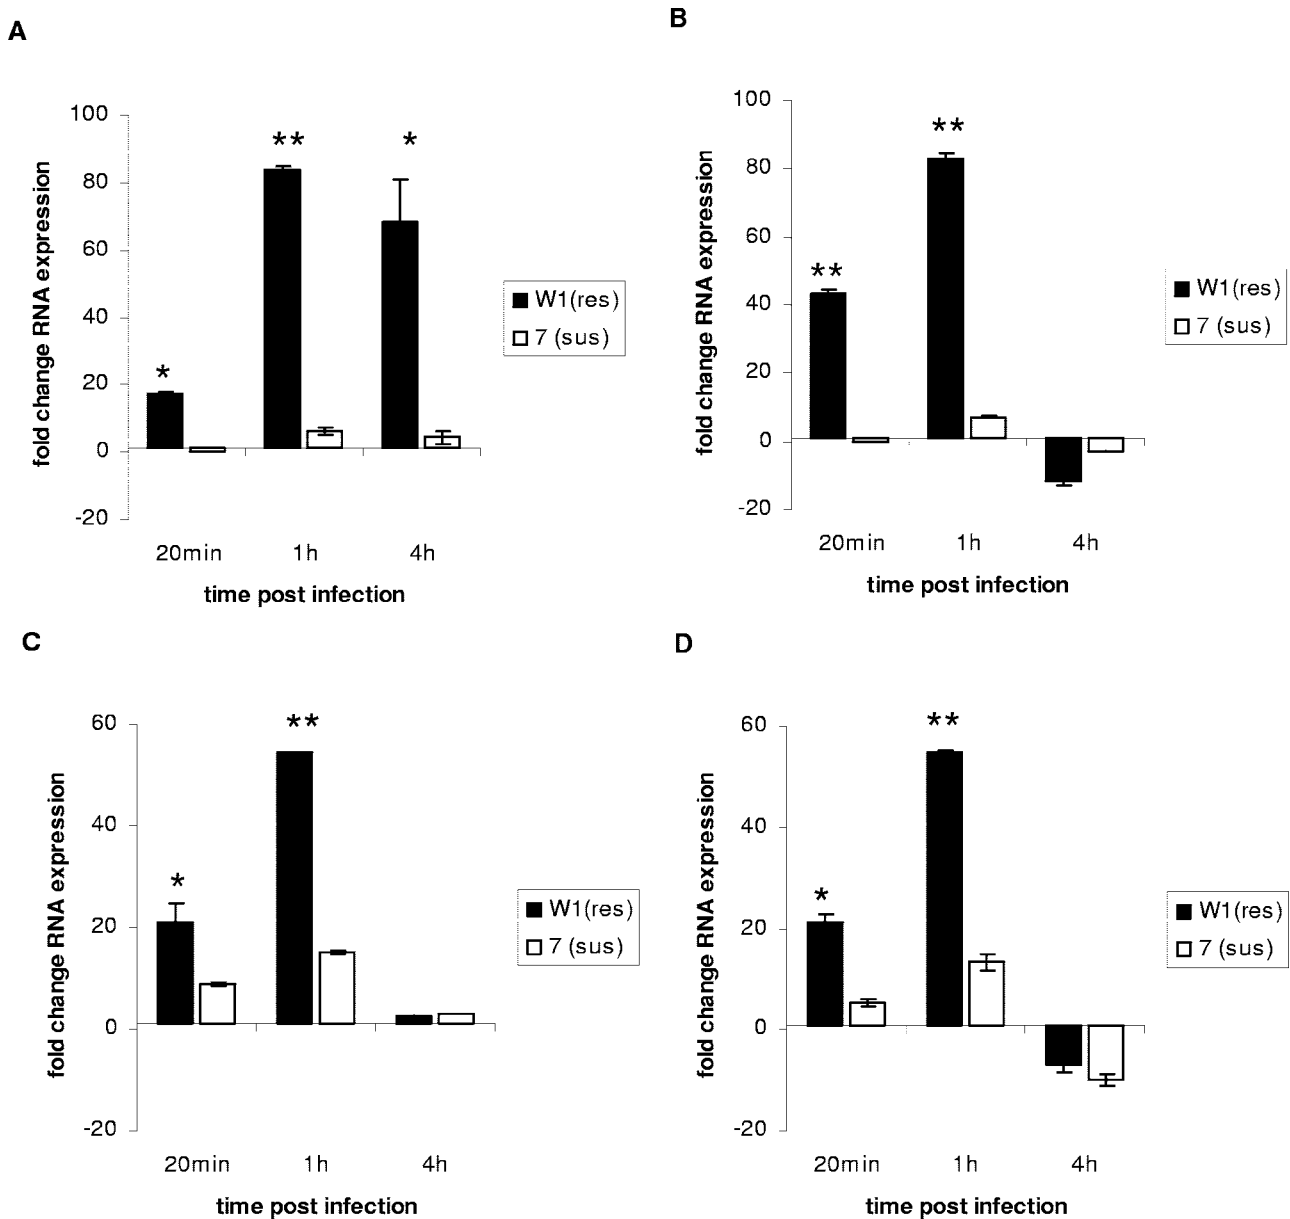 A
100
80
60
40
20
0
-20
fold change RNA expression
* ** *
W1(res)
7 (sus)
20min 1h 4h
time post infection
B
100
80
60
40
20
0
-20
fold change RNA expression
** **
W1(res)
7 (sus)
20min 1h 4h
time post infection
C
60
40
20
0
-20
fold change RNA expression
* **
W1(res)
7 (sus)
20min 1h 4h
time post infection
D
60
40
20
0
-20
fold change RNA expression
* **
W1(res)
7 (sus)
20min 1h 4h
time post infection